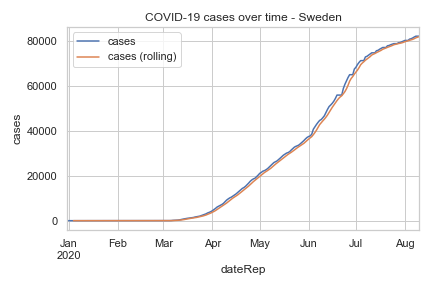 COVID-19 cases over time - Sweden
cases
cases (rolling)
80000
60000
40000
20000
0
cases
Jan Feb Mar Apr May Jun Jul Aug
2020
dateRep